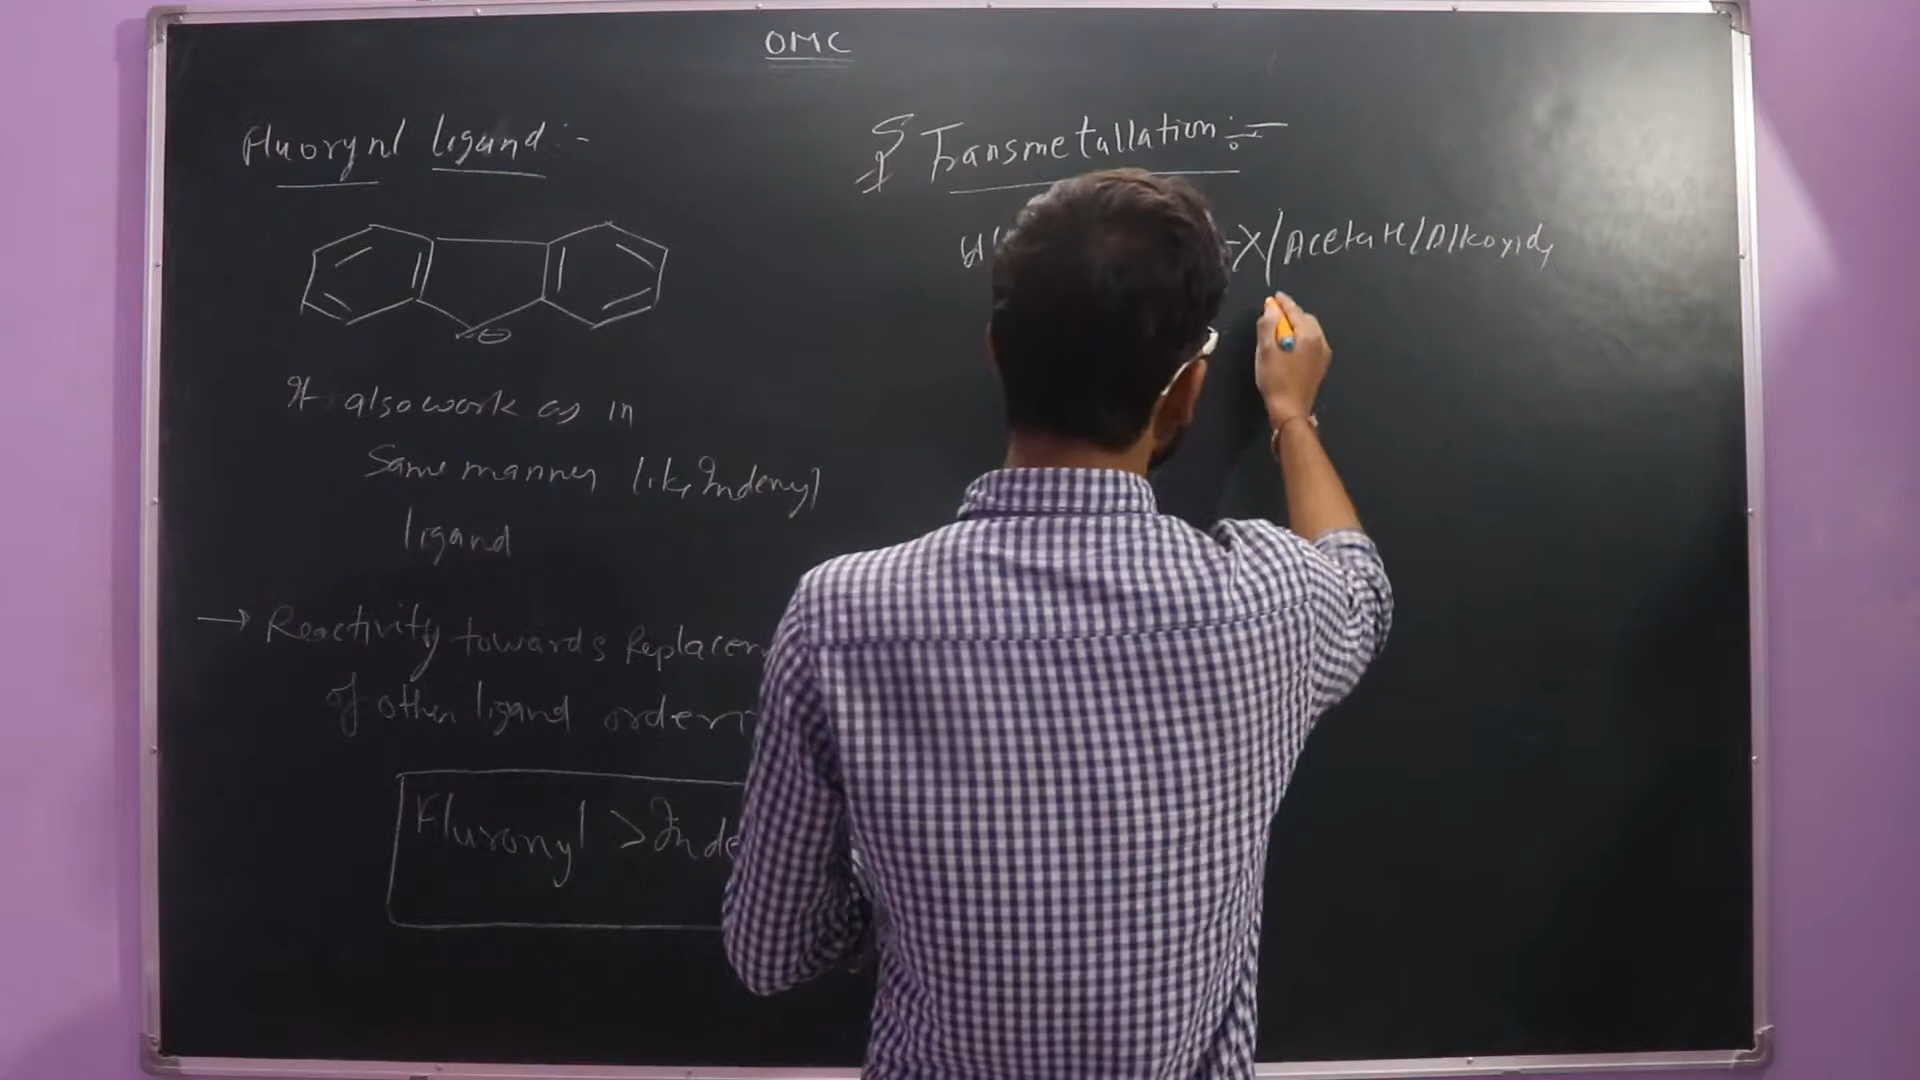 OMC
Fluorynl ligand :-
⊖
It also work as in
Same manner like Indenyl
ligand
→ Reactivity towards Replacem
of other ligand order
Fluronyl > Inde
Transmetallation :-
-X/Acetate/Alkoxide